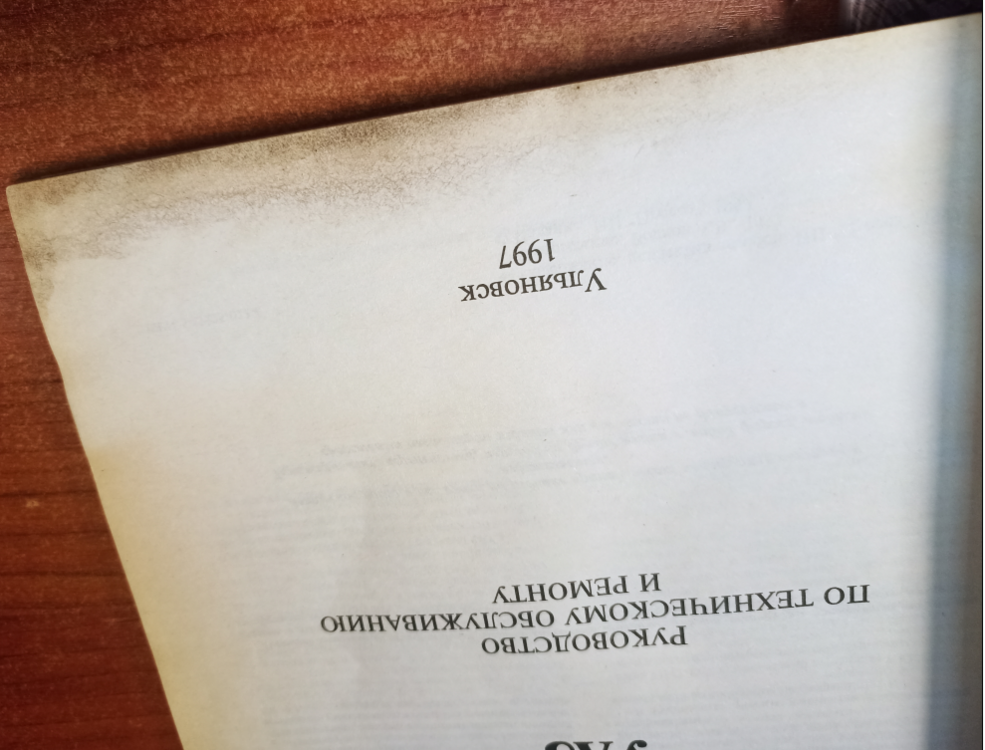 РУКОВОДСТВО
ПО ТЕХНИЧЕСКОМУ ОБСЛУЖИВАНИЮ
И РЕМОНТУ
Ульяновск
1997